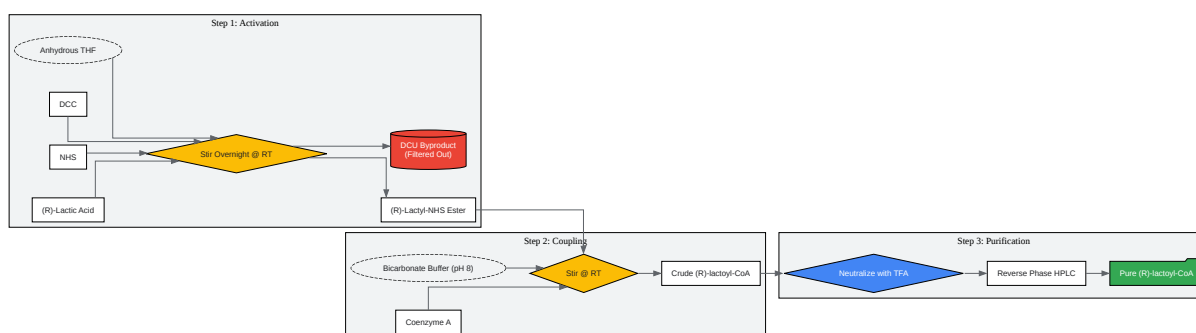 Step 1: Activation
Anhydrous THF
DCC
NHS
(R)-Lactic Acid
Stir Overnight @ RT
DCU Byproduct
(Filtered Out)
(R)-Lactyl-NHS Ester
Step 2: Coupling
Bicarbonate Buffer (pH 8)
Coenzyme A
Stir @ RT
Crude (R)-lactoyl-CoA
Step 3: Purification
Neutralize with TFA
Reverse Phase HPLC
Pure (R)-lactoyl-CoA